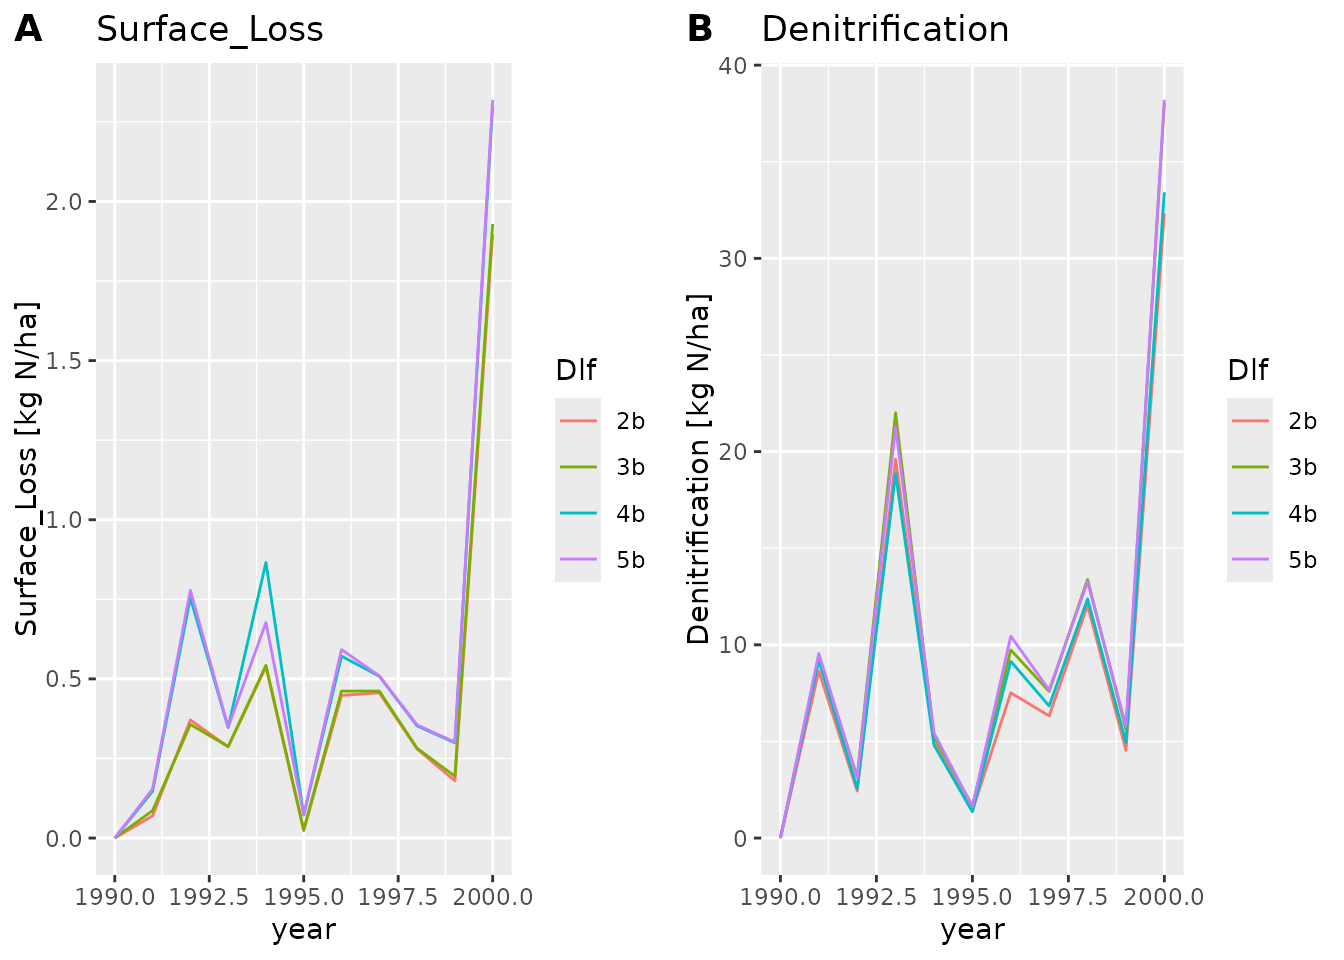 A Surface_Loss
Surface_Loss [kg N/ha]
2.0
1.5
1.0
0.5
0.0
1990.0 1992.5 1995.0 1997.5 2000.0
year
Dlf
2b
3b
4b
5b
B Denitrification
Denitrification [kg N/ha]
40
30
20
10
0
1990.0 1992.5 1995.0 1997.5 2000.0
year
Dlf
2b
3b
4b
5b